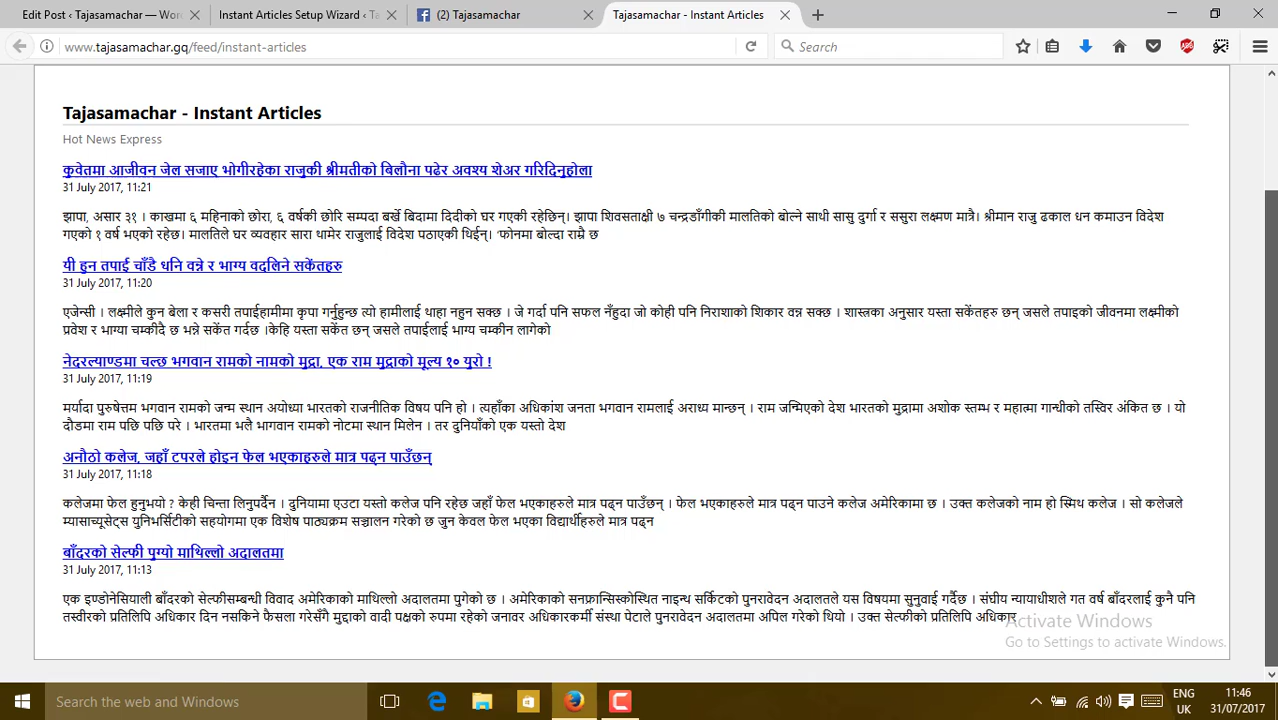 Edit Post ‹ Tajasamachar — Wor
Instant Articles Setup Wizard ‹ Ta
(2) Tajasamachar
Tajasamachar - Instant Articles
www.tajasamachar.gq/feed/instant-articles
Search
Tajasamachar - Instant Articles
Hot News Express
कुवेतमा आजीवन जेल सजाए भोगीरहेका राजुकी श्रीमतीको बिलौना पढेर अवश्य शेअर गरिदिनुहोला
31 July 2017, 11:21
झापा, असार ३१ । काखमा ६ महिनाको छोरा, ६ वर्षकी छोरि सम्पदा बर्खे बिदामा दिदीको घर गएकी रहेछिन्। झापा शिवसताक्षी ७ चन्द्रडाँगीकी मालतिको बोल्ने साथी सासु दुर्गा र ससुरा लक्ष्मण मात्रै। श्रीमान राजु ढकाल धन कमाउन विदेश
गएको १ वर्ष भएको रहेछ। मालतिले घर व्यवहार सारा थामेर राजुलाई विदेश पठाएकी थिईन्। ‘फोनमा बोल्दा राम्रै छ
यी हुन तपाई चाँडै धनि वन्ने र भाग्य वदलिने सकेंतहरु
31 July 2017, 11:20
एजेन्सी । लक्ष्मीले कुन बेला र कसरी तपाईहामीमा कृपा गर्नुहुन्छ त्यो हामीलाई थाहा नहुन सक्छ । जे गर्दा पनि सफल नँहुदा जो कोही पनि निराशाको शिकार वन्न सक्छ । शास्त्रका अनुसार यस्ता सकेंतहरु छन् जसले तपाइको जीवनमा लक्ष्मीको
प्रवेश र भाग्या चम्कीदै छ भन्ने सकेंत गर्दछ ।केहि यस्ता सकेंत छन् जसले तपाईलाई भाग्य चम्कीन लागेको
नेदरल्याण्डमा चल्छ भगवान रामको नामको मुद्रा, एक राम मुद्राको मूल्य १० युरो !
31 July 2017, 11:19
मर्यादा पुरुषेत्तम भगवान रामको जन्म स्थान अयोध्या भारतको राजनीतिक विषय पनि हो । त्यहाँका अधिकांश जनता भगवान रामलाई अराध्य मान्छन् । राम जन्मिएको देश भारतको मुद्रामा अशोक स्तम्भ र महात्मा गान्धीको तस्विर अंकित छ । यो
दौडमा राम पछि पछि परे । भारतमा भलै भागवान रामको नोटमा स्थान मिलेन । तर दुनियाँको एक यस्तो देश
अनौठो कलेज, जहाँ टपरले होइन फेल भएकाहरुले मात्र पढ्न पाउँछन्
31 July 2017, 11:18
कलेजमा फेल हुनुभयो ? केही चिन्ता लिनुपर्दैन । दुनियामा एउटा यस्तो कलेज पनि रहेछ जहाँ फेल भएकाहरुले मात्र पढ्न पाउँछन् । फेल भएकाहरुले मात्र पढ्न पाउने कलेज अमेरिकामा छ । उक्त कलेजको नाम हो स्मिथ कलेज । सो कलेजले
म्यासाच्यूसेट्स युनिभर्सिटीको सहयोगमा एक विशेष पाठ्यक्रम सञ्चालन गरेको छ जुन केवल फेल भएका विद्यार्थीहरुले मात्र पढ्न
बाँदरको सेल्फी पुग्यो माथिल्लो अदालतमा
31 July 2017, 11:13
एक इण्डोनेसियाली बाँदरको सेल्फीसम्बन्धी विवाद अमेरिकाको माथिल्लो अदालतमा पुगेको छ । अमेरिकाको सनफ्रान्सिस्कोस्थित नाइन्थ सर्किटको पुनरावेदन अदालतले यस विषयमा सुनुवाई गर्दैछ । संघीय न्यायाधीशले गत वर्ष बाँदरलाई कुनै पनि
तस्वीरको प्रतिलिपि अधिकार दिन नसकिने फैसला गरेसँगै मुद्दाको वादी पक्षको रुपमा रहेको जनावर अधिकारकर्मी संस्था पेटाले पुनरावेदन अदालतमा अपिल गरेको थियो । उक्त सेल्फीको प्रतिलिपि अधिकार
Activate Windows
Go to Settings to activate Windows.
Search the web and Windows
ENG
UK
11:46
31/07/2017